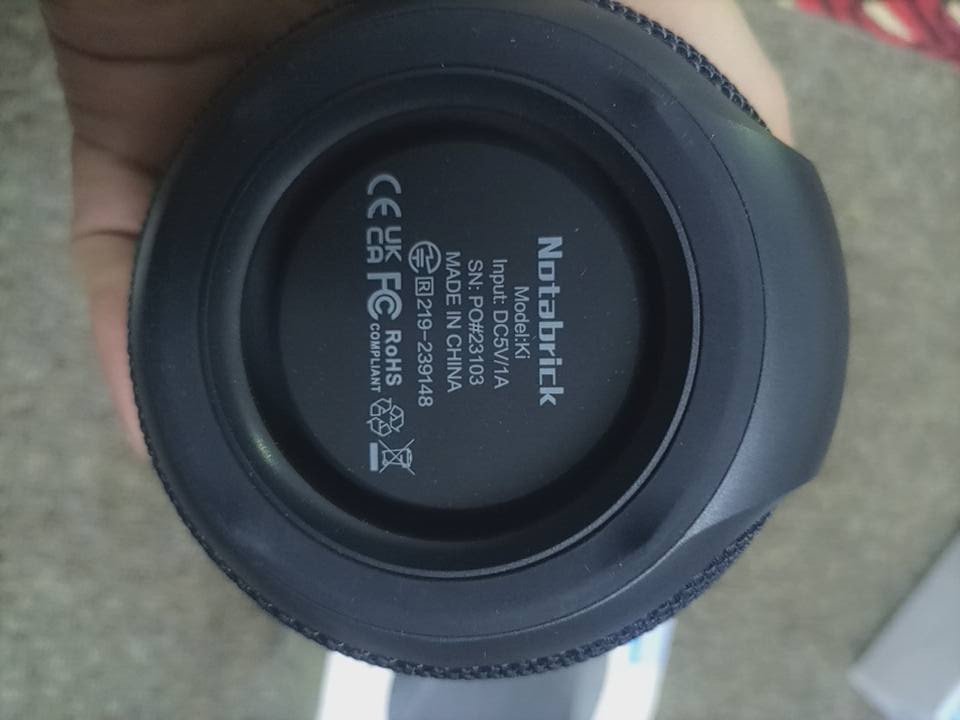 Notabrick
Model:Ki
Input: DC5V/1A
SN: PO#23103
MADE IN CHINA
R 219-239148
CE UK CA FC RoHS COMPLIANT